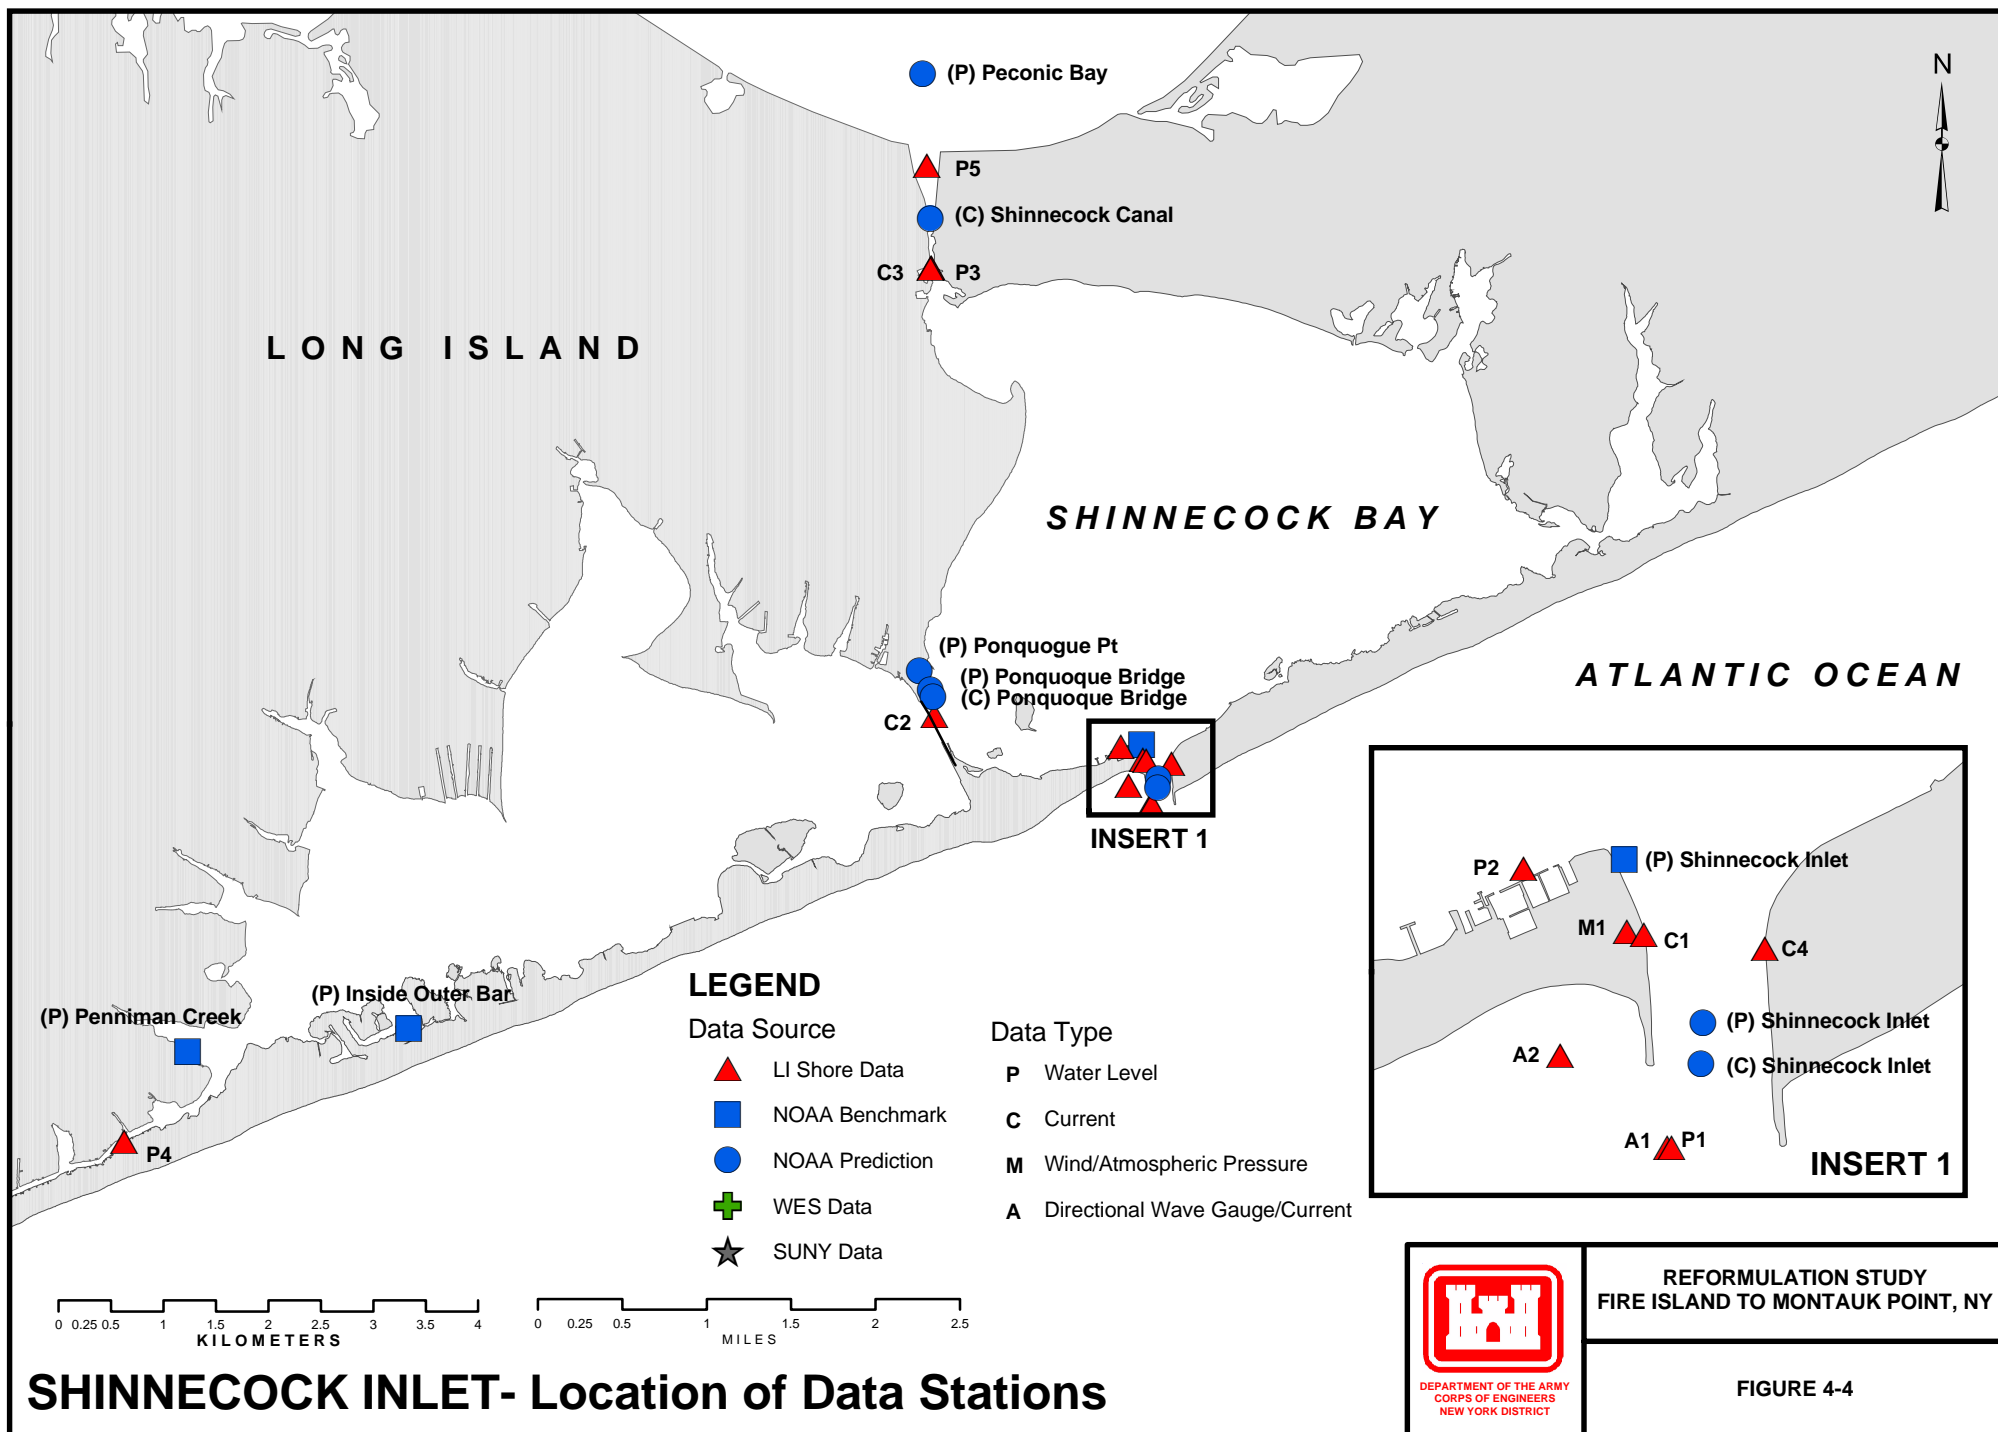 (P) Peconic Bay
N
P5
(C) Shinnecock Canal
C3
P3
LONG ISLAND
SHINNECOCK BAY
(P) Ponquogue Pt
(P) Ponquoque Bridge
(C) Ponquoque Bridge
C2
ATLANTIC OCEAN
INSERT 1
P2
(P) Shinnecock Inlet
M1
C1
C4
(P) Shinnecock Inlet
A2
(C) Shinnecock Inlet
A1
P1
INSERT 1
(P) Inside Outer Bar
(P) Penniman Creek
P4
LEGEND
Data Source
LI Shore Data
NOAA Benchmark
NOAA Prediction
WES Data
SUNY Data
Data Type
P Water Level
C Current
M Wind/Atmospheric Pressure
A Directional Wave Gauge/Current
0 0.25 0.5 1 1.5 2 2.5 3 3.5 4
KILOMETERS
0 0.25 0.5 1 1.5 2 2.5
MILES
SHINNECOCK INLET- Location of Data Stations
DEPARTMENT OF THE ARMY
CORPS OF ENGINEERS
NEW YORK DISTRICT
REFORMULATION STUDY
FIRE ISLAND TO MONTAUK POINT, NY
FIGURE 4-4